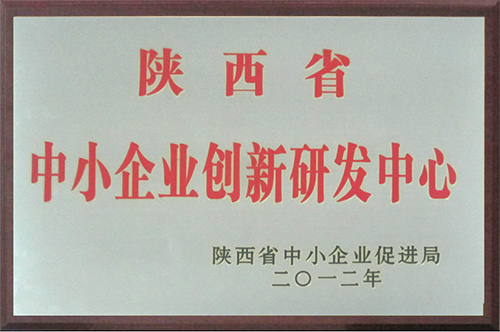 陕西省
中小企业创新研发中心
陕西省中小企业促进局
二〇一二年